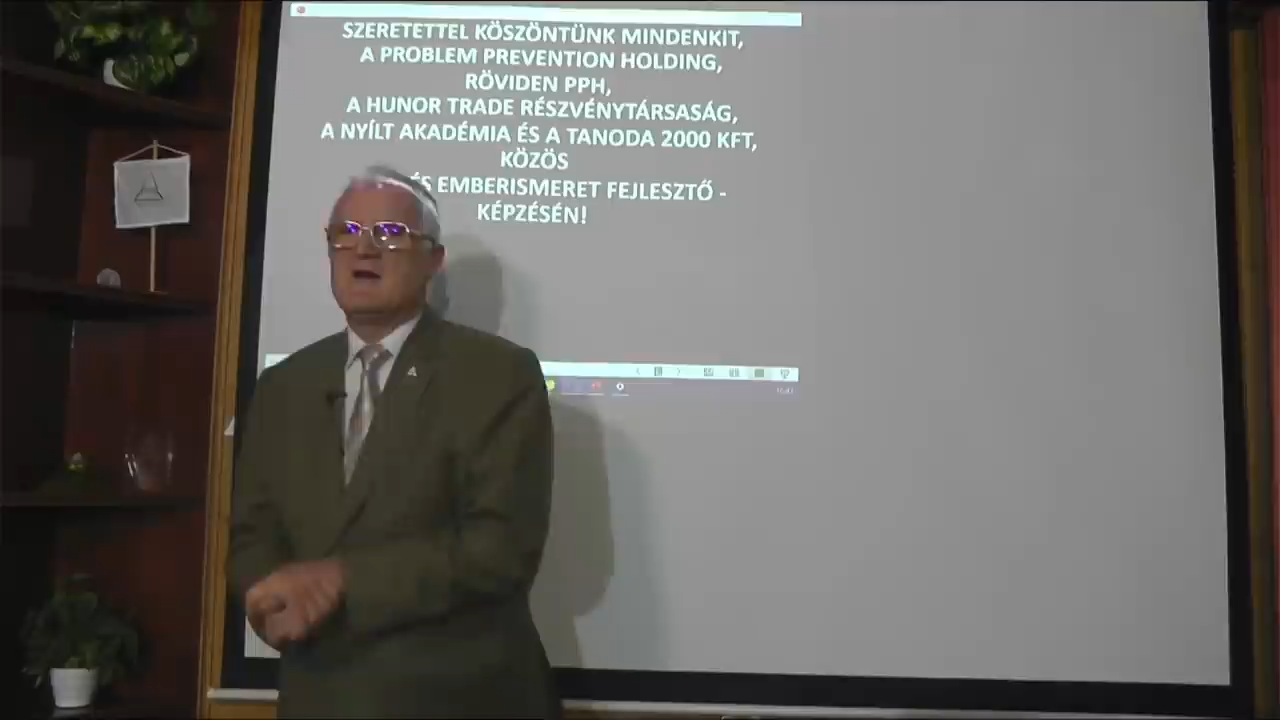 SZERETETTEL KÖSZÖNTÜNK MINDENKIT,
A PROBLEM PREVENTION HOLDING,
RÖVIDEN PPH,
A HUNOR TRADE RÉSZVÉNYTÁRSASÁG,
A NYÍLT AKADÉMIA ÉS A TANODA 2000 KFT,
KÖZÖS
ÉS EMBERISMERET FEJLESZTŐ -
KÉPZÉSÉN!